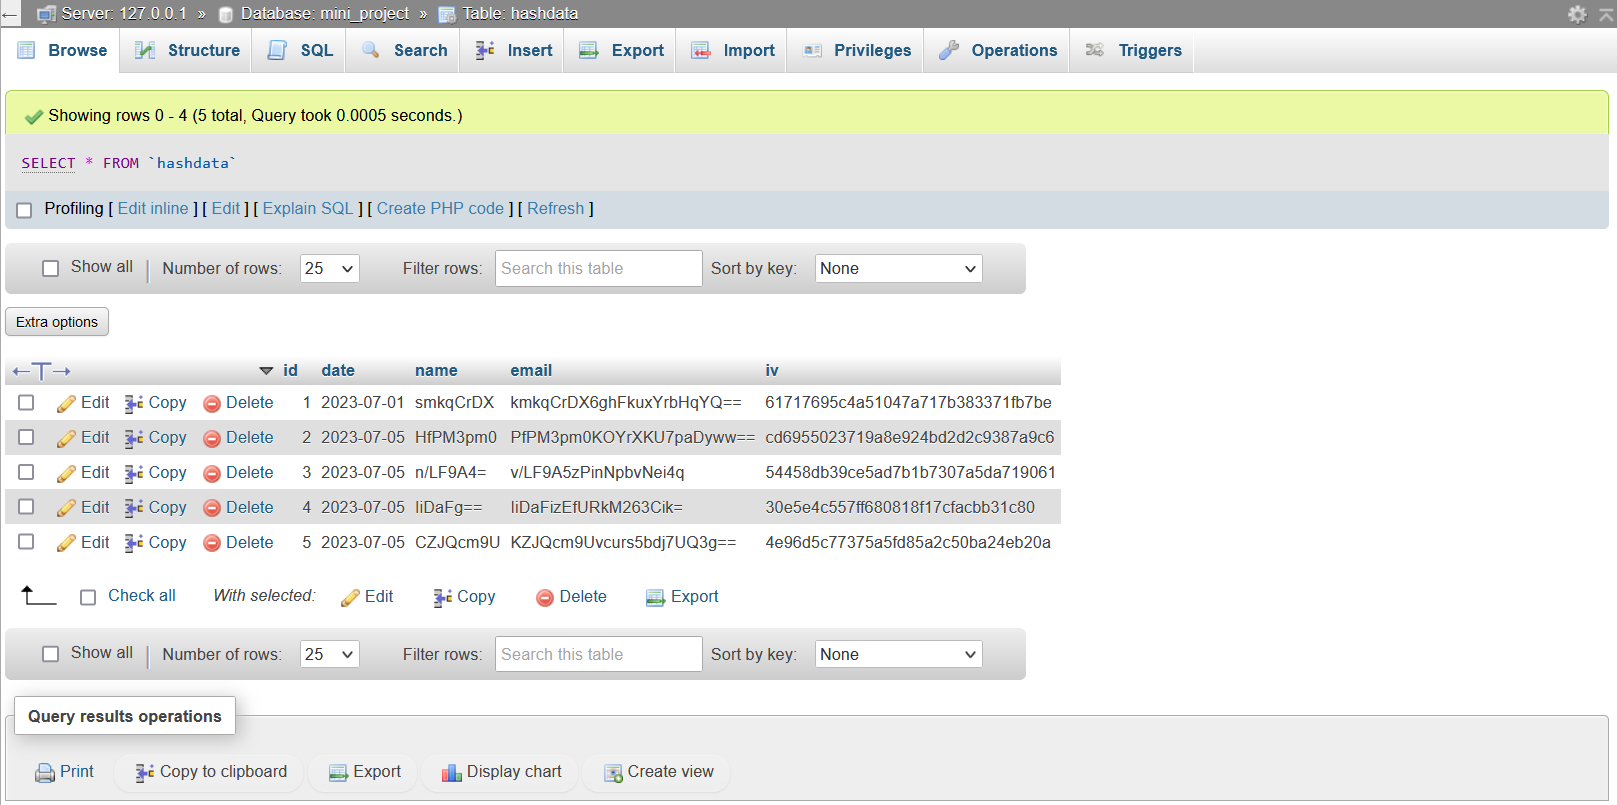 Server: 127.0.0.1 » Database: mini_project » Table: hashdata
Browse Structure SQL Search Insert Export Import Privileges Operations Triggers
Showing rows 0 - 4 (5 total, Query took 0.0005 seconds.)
SELECT * FROM `hashdata`
Profiling [ Edit inline ] [ Edit ] [ Explain SQL ] [ Create PHP code ] [ Refresh ]
Show all | Number of rows: 25 Filter rows: Search this table Sort by key: None
Extra options
←T→ id date name email iv
Edit Copy Delete 1 2023-07-01 smkqCrDX kmkqCrDX6ghFkuxYrbHqYQ== 61717695c4a51047a717b383371fb7be
Edit Copy Delete 2 2023-07-05 HfPM3pm0 PfPM3pm0KOYrXKU7paDyww== cd6955023719a8e924bd2d2c9387a9c6
Edit Copy Delete 3 2023-07-05 n/LF9A4= v/LF9A5zPinNpbvNei4q 54458db39ce5ad7b1b7307a5da719061
Edit Copy Delete 4 2023-07-05 IiDaFg== IiDaFizEfURkM263Cik= 30e5e4c557ff680818f17cfacbb31c80
Edit Copy Delete 5 2023-07-05 CZJQcm9U KZJQcm9Uvcurs5bdj7UQ3g== 4e96d5c77375a5fd85a2c50ba24eb20a
Check all With selected: Edit Copy Delete Export
Show all | Number of rows: 25 Filter rows: Search this table Sort by key: None
Query results operations
Print Copy to clipboard Export Display chart Create view